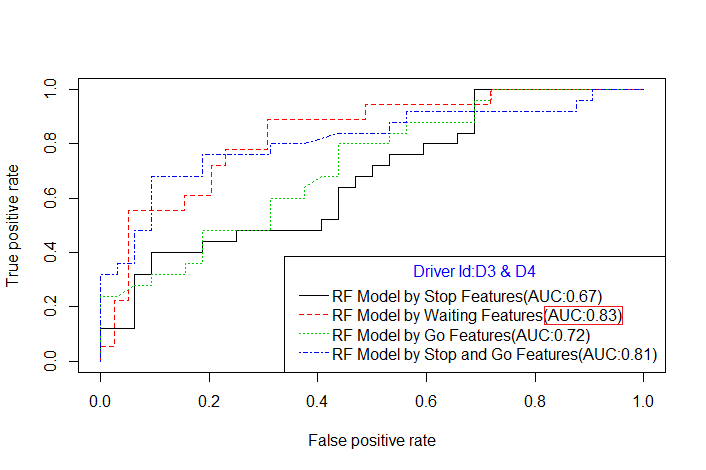 True positive rate
1.0
0.8
0.6
0.4
0.2
0.0
Driver Id:D3 & D4
RF Model by Stop Features(AUC:0.67)
RF Model by Waiting Features(AUC:0.83)
RF Model by Go Features(AUC:0.72)
RF Model by Stop and Go Features(AUC:0.81)
0.0 0.2 0.4 0.6 0.8 1.0
False positive rate